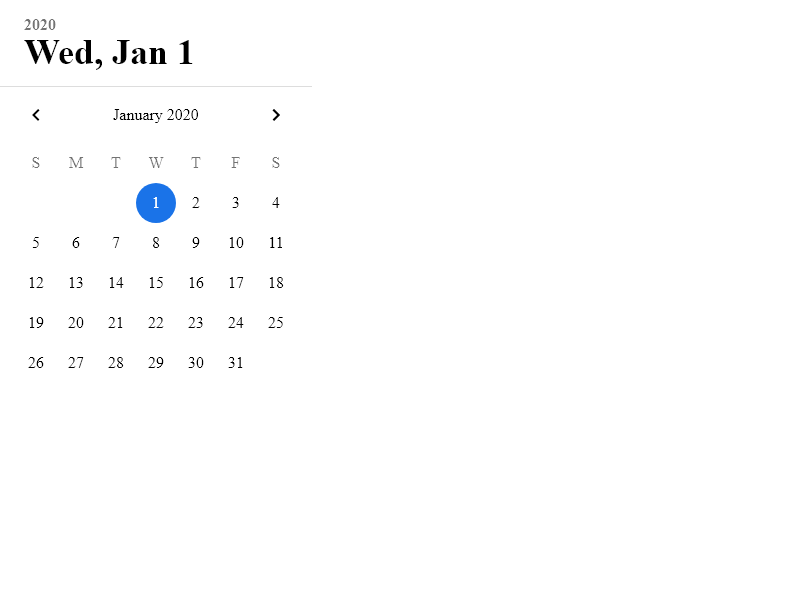 2020
Wed, Jan 1
January 2020
S M T W T F S
1 2 3 4
5 6 7 8 9 10 11
12 13 14 15 16 17 18
19 20 21 22 23 24 25
26 27 28 29 30 31